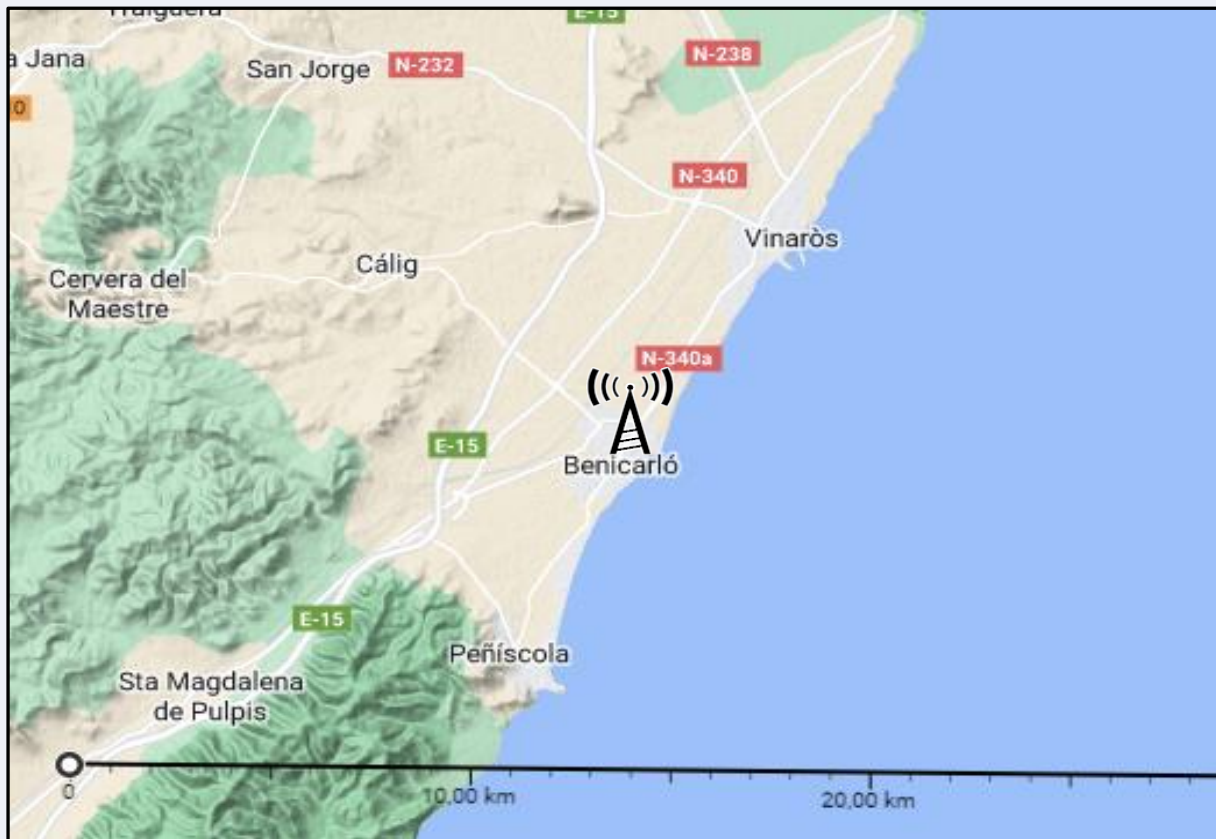 E-15
a Jana
San Jorge
N-232
N-238
0
N-340
Vinaròs
Cálig
Cervera del
Maestre
N-340a
E-15
Benicarló
E-15
Peñíscola
Sta Magdalena
de Pulpis
0
10,00 km
20,00 km